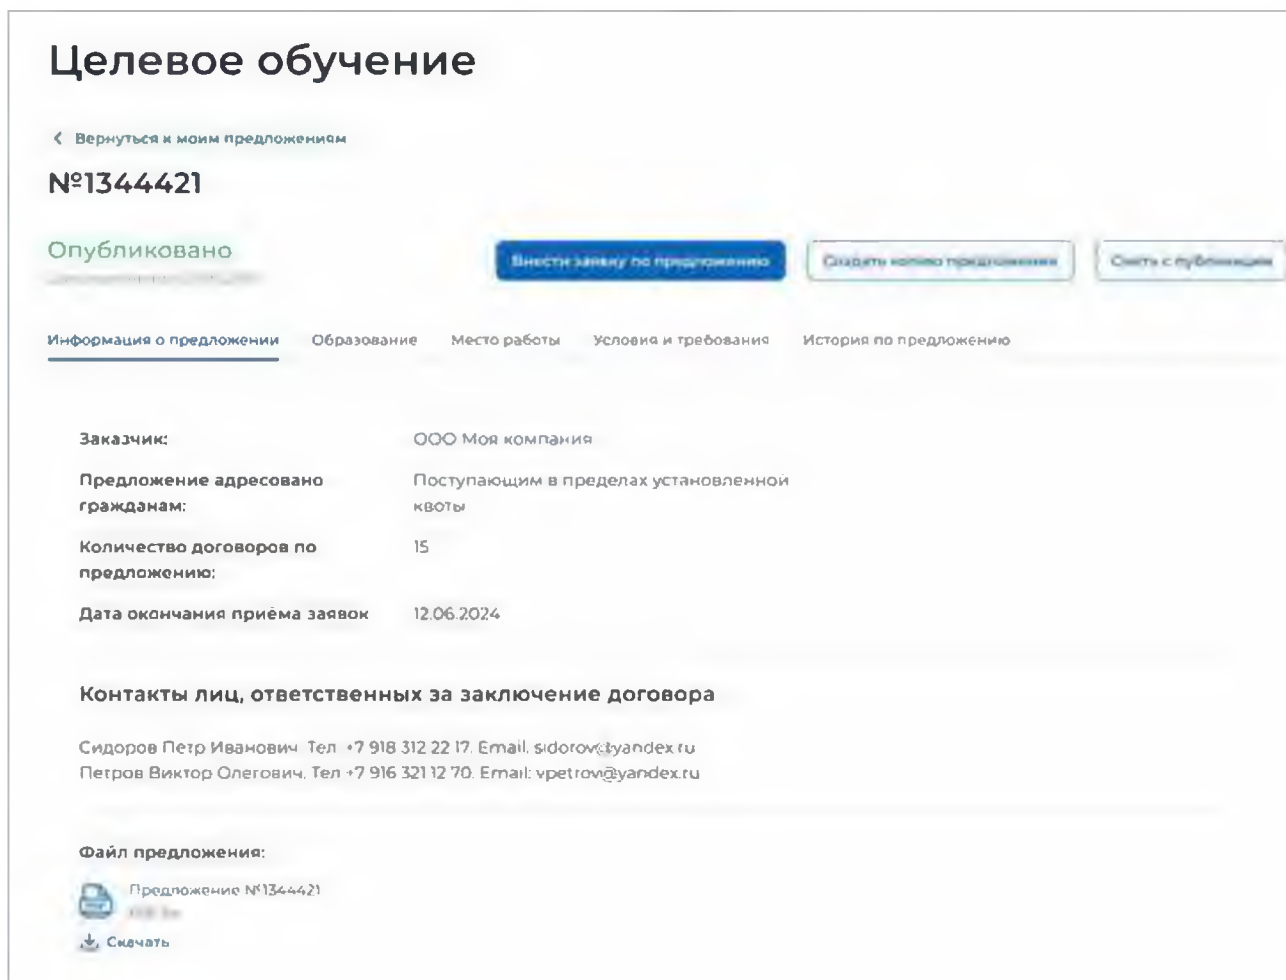 Целевое обучение
Вернуться к моим предложениям
№1344421
Опубликовано
Внести заявку по предложению
Создать копию предложения
Снять с публикации
Информация о предложении
Образование
Место работы
Условия и требования
История по предложению
Заказчик:
ООО Моя компания
Предложение адресовано
гражданам:
Поступающим в пределах установленной
квоты
Количество договоров по
предложению:
15
Дата окончания приёма заявок
12.06.2024
Контакты лиц, ответственных за заключение договора
Сидоров Петр Иванович. Тел. +7 918 312 22 17. Email. sidorov@yandex.ru
Петров Виктор Олегович. Тел +7 916 321 12 70. Email: vpetrov@yandex.ru
Файл предложения:
Предложение №1344421
Скачать